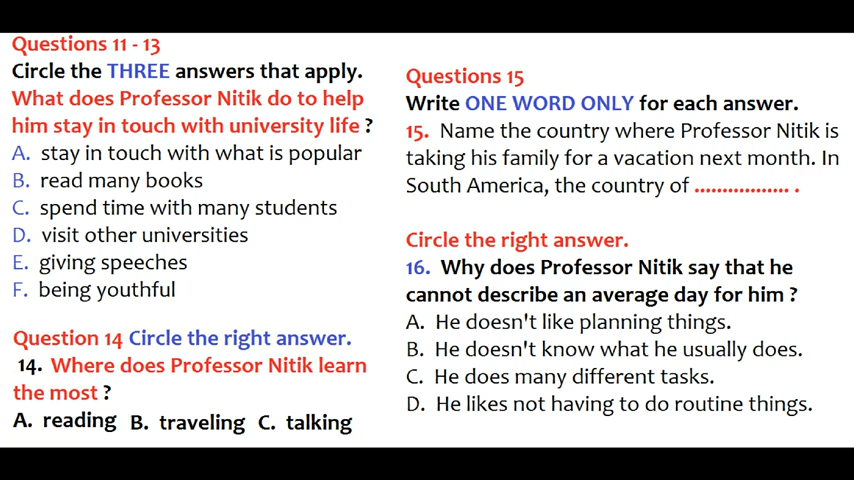 Questions 11 - 13
Circle the THREE answers that apply.
What does Professor Nitik do to help
him stay in touch with university life ?
A. stay in touch with what is popular
B. read many books
C. spend time with many students
D. visit other universities
E. giving speeches
F. being youthful
Question 14 Circle the right answer.
14. Where does Professor Nitik learn
the most ?
A. reading B. traveling C. talking
Questions 15
Write ONE WORD ONLY for each answer.
15. Name the country where Professor Nitik is
taking his family for a vacation next month. In
South America, the country of ................. .
Circle the right answer.
16. Why does Professor Nitik say that he
cannot describe an average day for him ?
A. He doesn't like planning things.
B. He doesn't know what he usually does.
C. He does many different tasks.
D. He likes not having to do routine things.